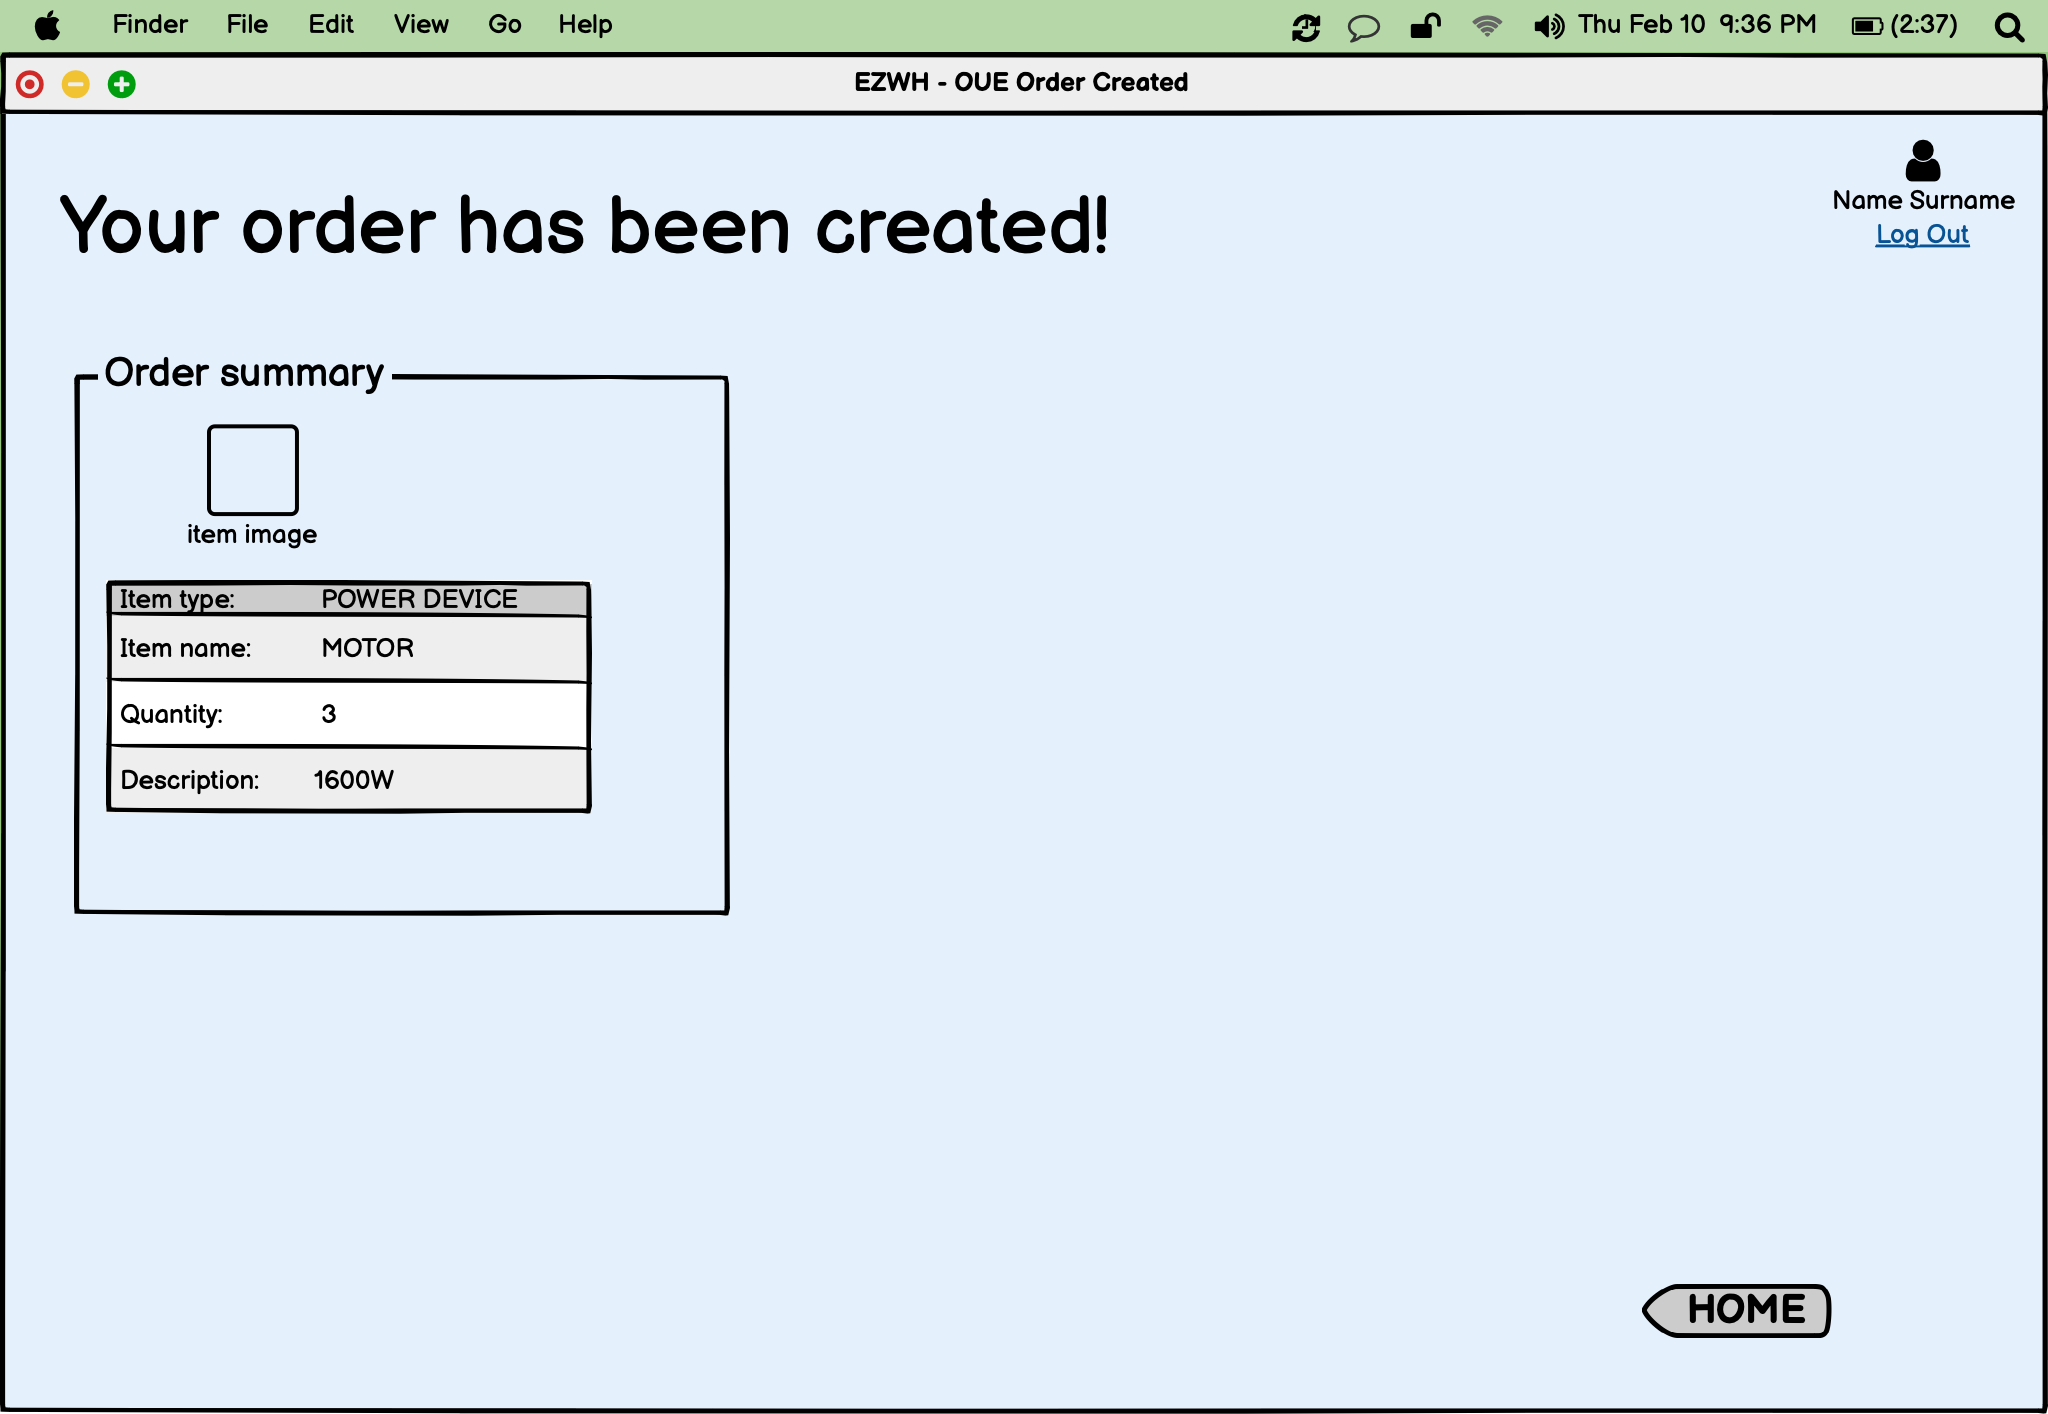 Finder File Edit View Go Help Thu Feb 10 9:36 PM (2:37)
EZWH - OUE Order Created
Name Surname
Log Out
Your order has been created!
Order summary
item image
Item type: POWER DEVICE
Item name: MOTOR
Quantity: 3
Description: 1600W
HOME